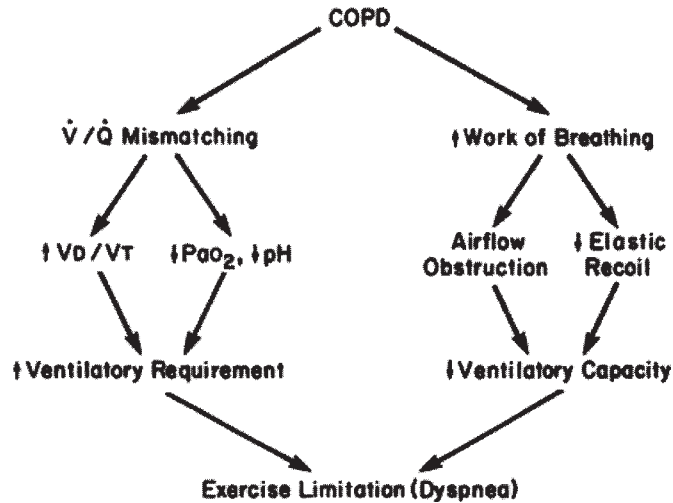 COPD
V̇/Q̇ Mismatching
↑Work of Breathing
↑VD/VT
↓PaO₂, ↓pH
Airflow
Obstruction
↓Elastic
Recoil
↑Ventilatory Requirement
↓Ventilatory Capacity
Exercise Limitation (Dyspnea)